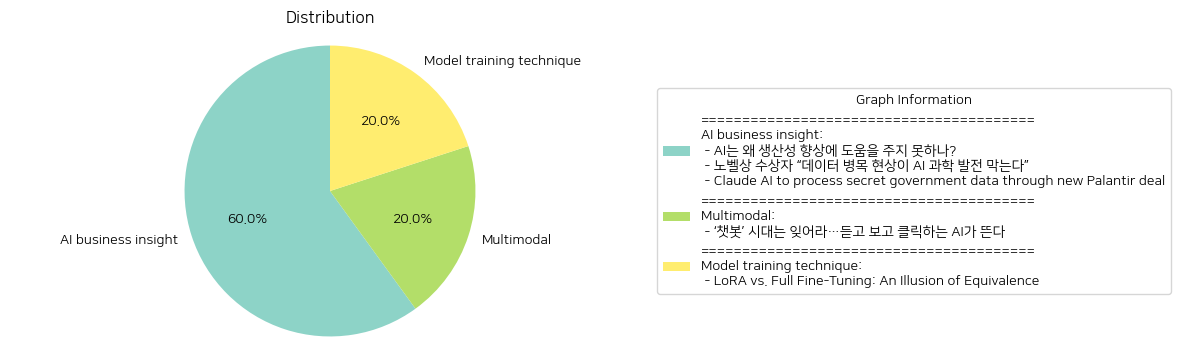 Distribution
Model training technique
20.0%
60.0%
20.0%
AI business insight
Multimodal
Graph Information
========================================
AI business insight:
- AI는 왜 생산성 향상에 도움을 주지 못하나?
- 노벨상 수상자 “데이터 병목 현상이 AI 과학 발전 막는다”
- Claude AI to process secret government data through new Palantir deal
========================================
Multimodal:
- ‘챗봇’ 시대는 잊어라…듣고 보고 클릭하는 AI가 뜬다
========================================
Model training technique:
- LoRA vs. Full Fine-Tuning: An Illusion of Equivalence